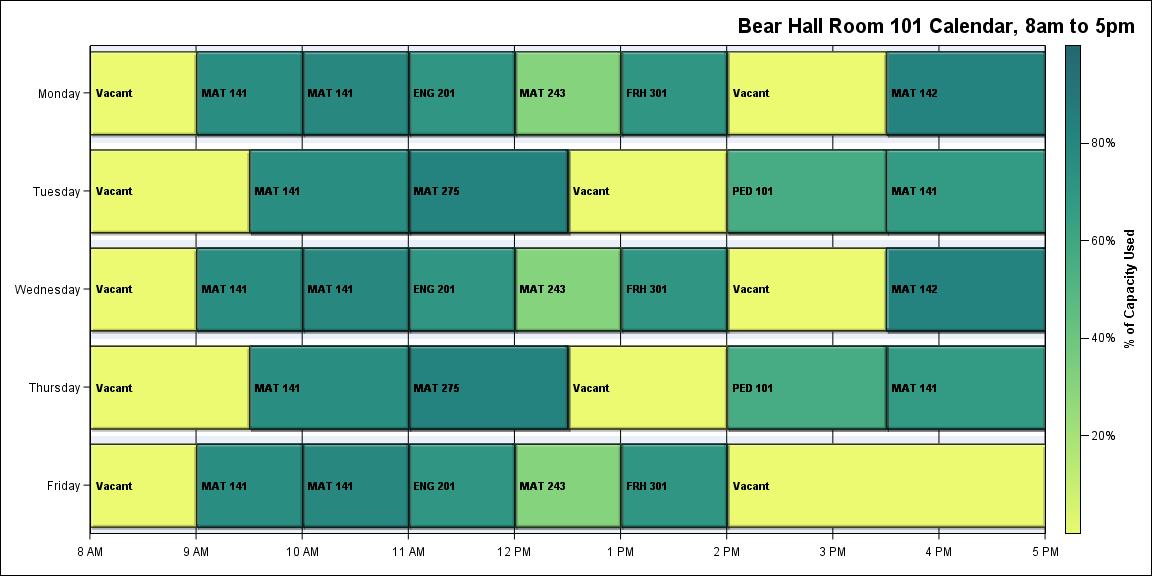 Bear Hall Room 101 Calendar, 8am to 5pm
Monday
Vacant
MAT 141
MAT 141
ENG 201
MAT 243
FRH 301
Vacant
MAT 142
Tuesday
Vacant
MAT 141
MAT 275
Vacant
PED 101
MAT 141
Wednesday
Vacant
MAT 141
MAT 141
ENG 201
MAT 243
FRH 301
Vacant
MAT 142
Thursday
Vacant
MAT 141
MAT 275
Vacant
PED 101
MAT 141
Friday
Vacant
MAT 141
MAT 141
ENG 201
MAT 243
FRH 301
Vacant
8 AM
9 AM
10 AM
11 AM
12 PM
1 PM
2 PM
3 PM
4 PM
5 PM
80%
60%
40%
20%
% of Capacity Used